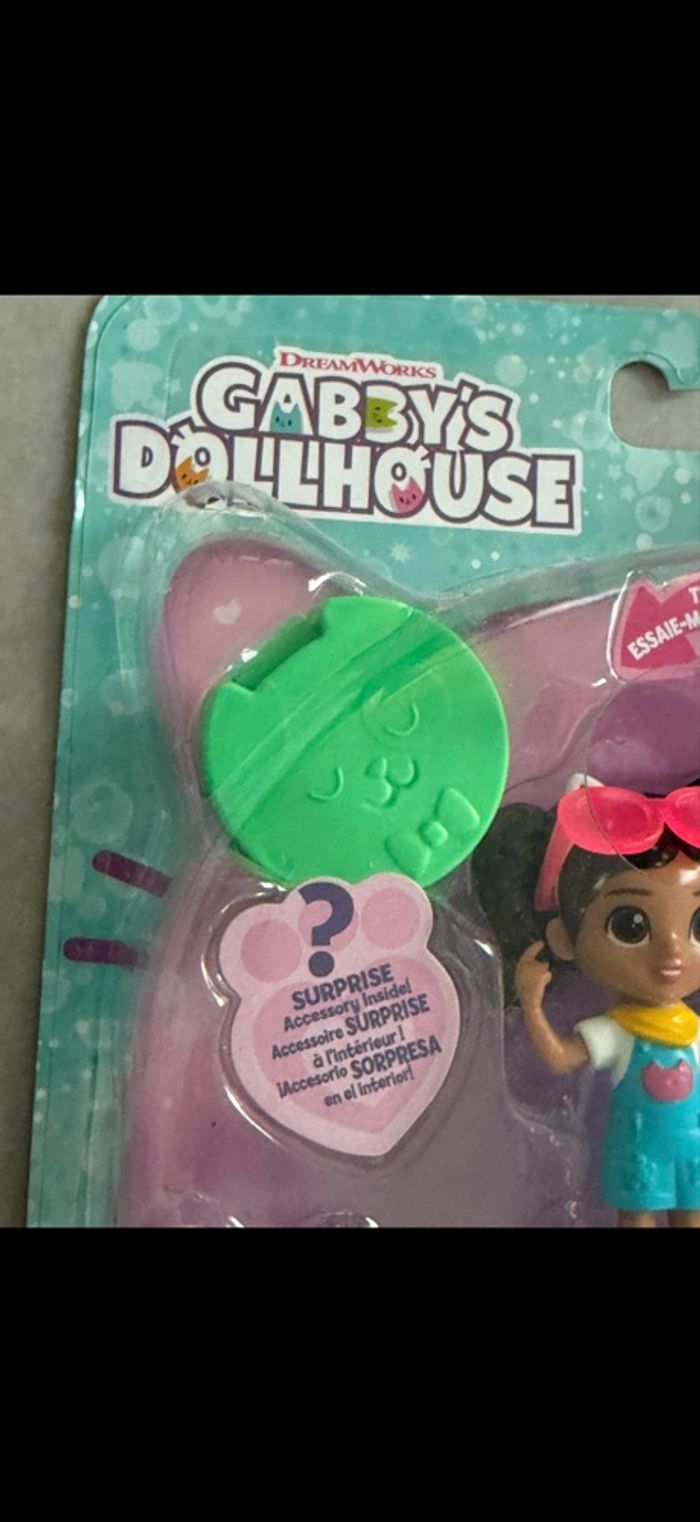 DREAMWORKS
GABBY'S
DOLLHOUSE
ESSAIE-M
?
SURPRISE
Accessory Inside!
Accessoire SURPRISE
à l'intérieur !
¡Accesorio SORPRESA
en el interior!